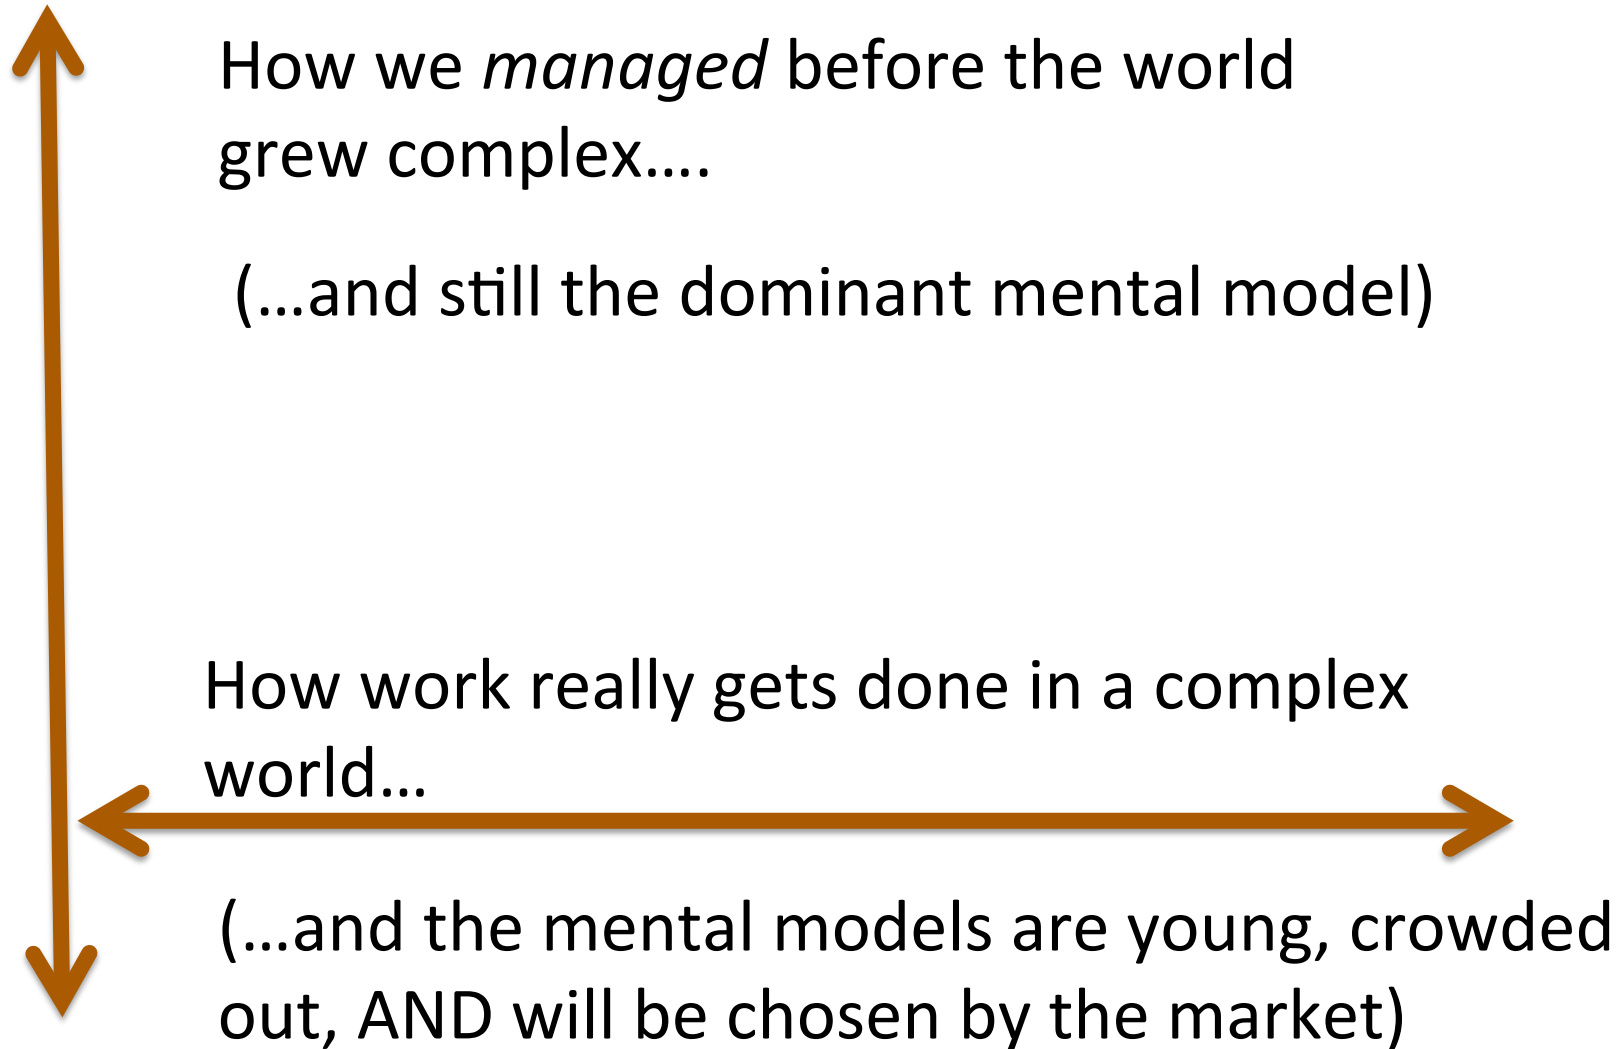 How we managed before the world
grew complex….
(…and still the dominant mental model)
How work really gets done in a complex
world…
(…and the mental models are young, crowded
out, AND will be chosen by the market)